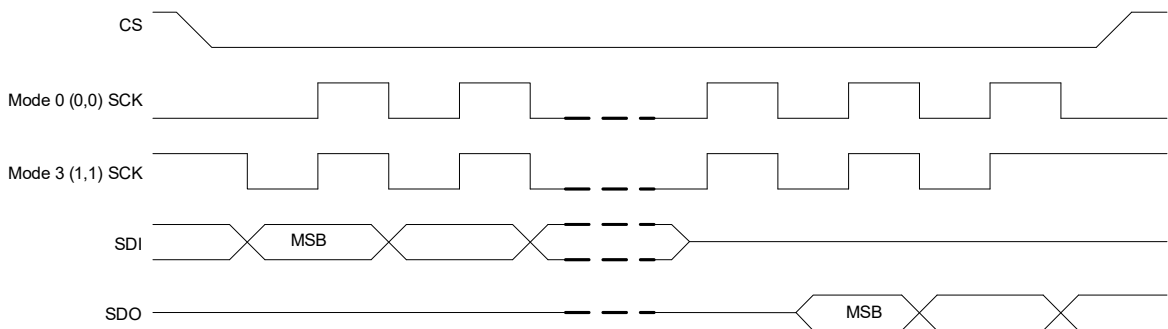 CS
Mode 0 (0,0) SCK
Mode 3 (1,1) SCK
SDI
MSB
SDO
MSB